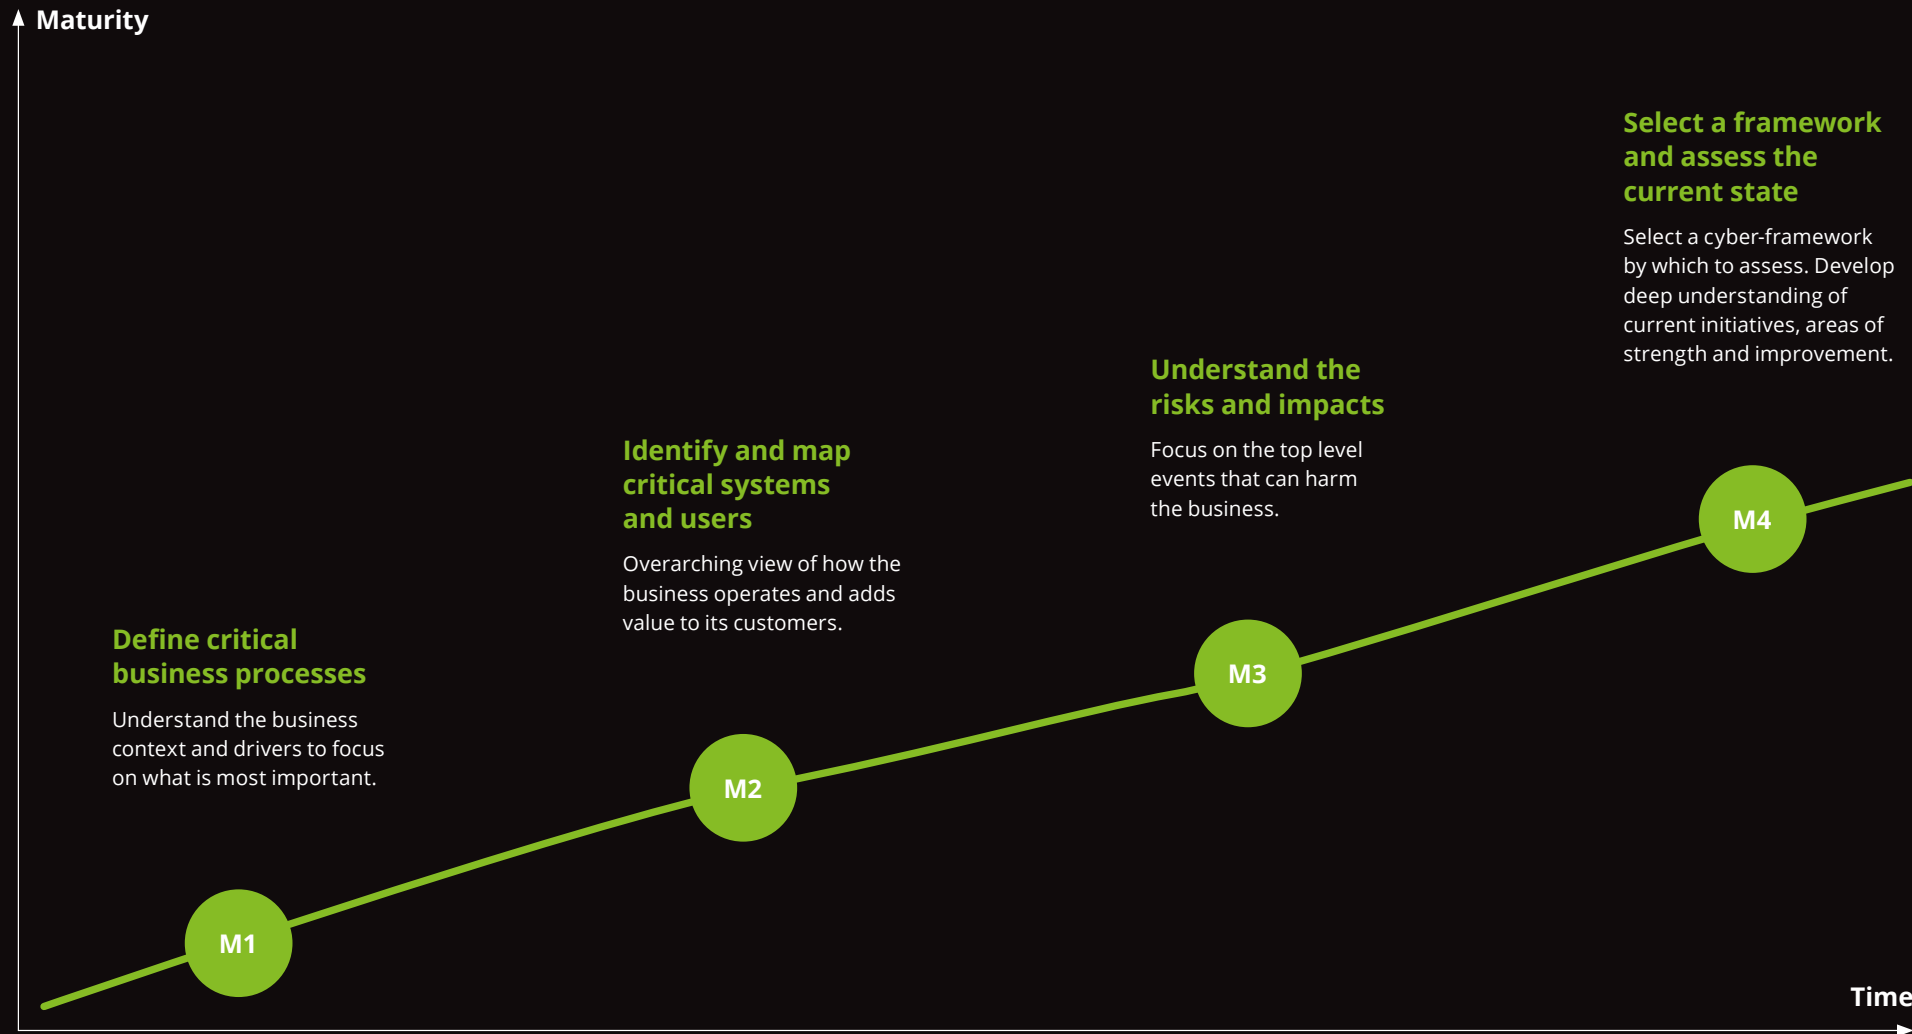 Maturity
Select a framework
and assess the
current state
Select a cyber-framework
by which to assess. Develop
deep understanding of
current initiatives, areas of
strength and improvement.
Understand the
risks and impacts
Focus on the top level
events that can harm
the business.
Identify and map
critical systems
and users
Overarching view of how the
business operates and adds
value to its customers.
Define critical
business processes
Understand the business
context and drivers to focus
on what is most important.
M4
M3
M2
M1
Time